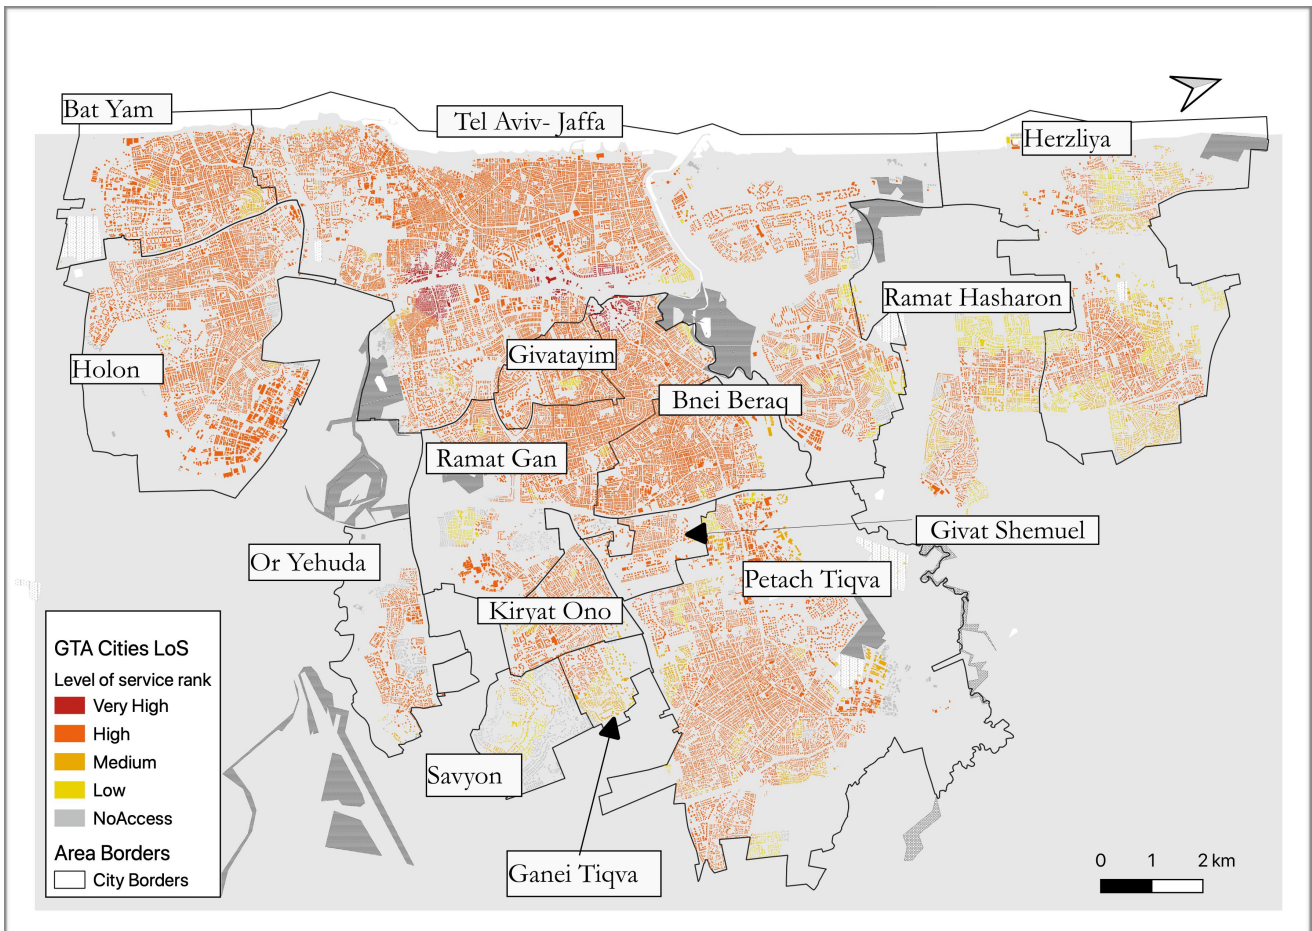 Bat Yam
Tel Aviv- Jaffa
Herzliya
Ramat Hasharon
Givatayim
Holon
Bnei Beraq
Ramat Gan
Givat Shemuel
Or Yehuda
Petach Tiqva
Kiryat Ono
Savyon
Ganei Tiqva
GTA Cities LoS
Level of service rank
Very High
High
Medium
Low
NoAccess
Area Borders
City Borders
0 1 2 km